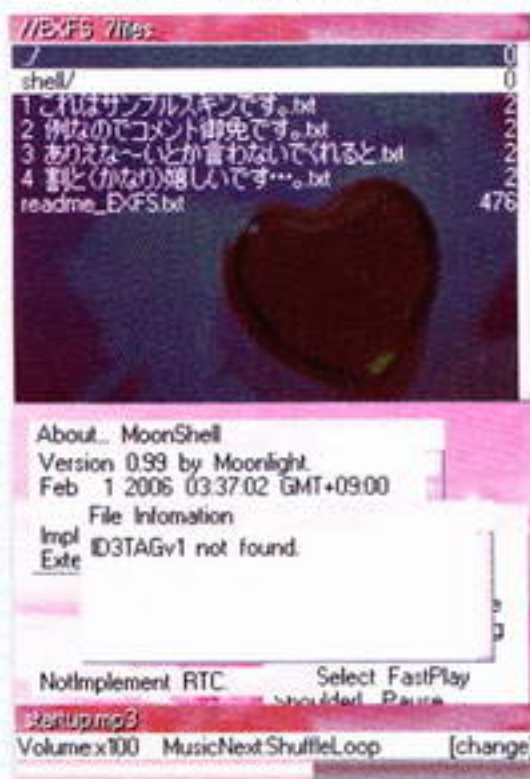 //EXFS 7files
./ 0
shell/ 0
1 これはサンプルスキンです。.txt 2
2 例なのでコメント御免です。.txt 2
3 ありえな~いとか言わないでくれると.txt 2
4 割と(かなり)嬉しいです…。.txt 2
readme_EXFS.txt 476
About... MoonShell
Version 0.99 by Moonlight.
Feb 1 2006 03:37:02 GMT+09:00
File Infomation
Impl
ID3TAGv1 not found.
Exte
NotImplement RTC.
Select FastPlay
Shoulder1 Pause
startup.mp3
Volume:x100 MusicNext:ShuffleLoop [change